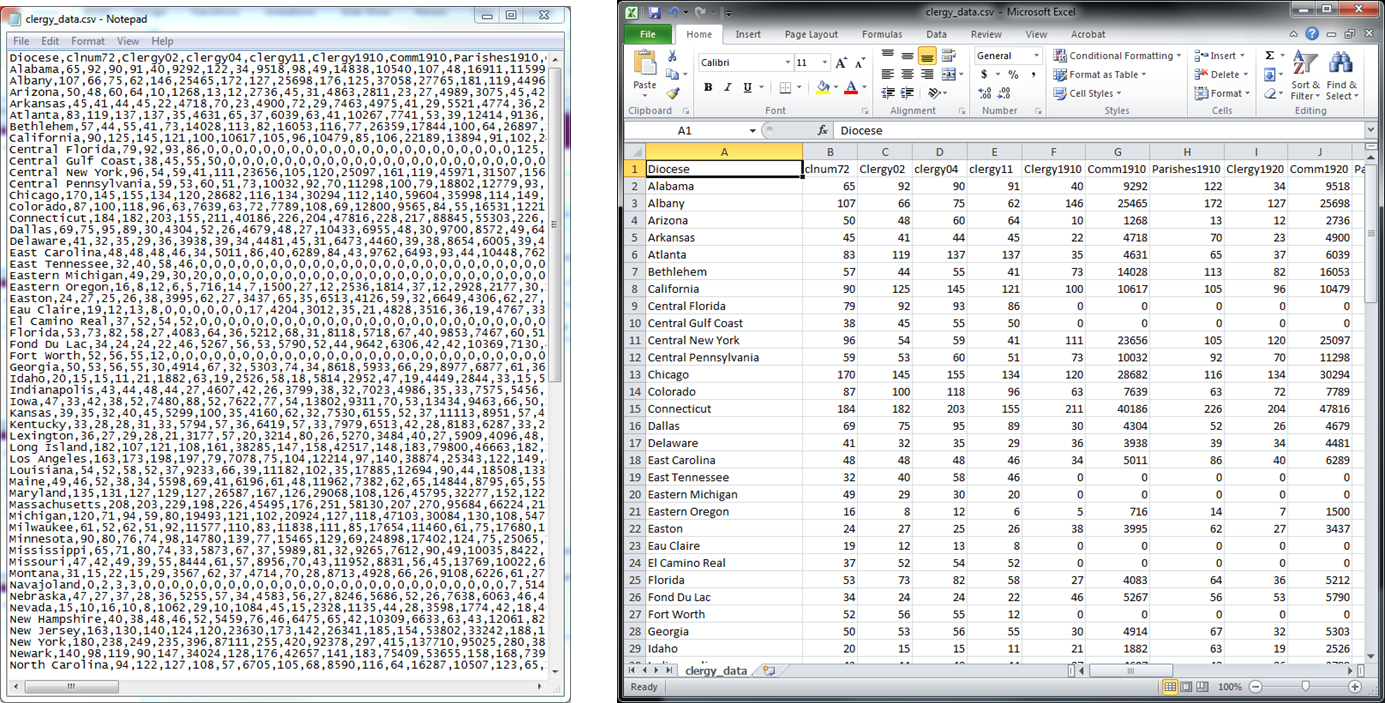 clergy_data.csv - Notepad
File Edit Format View Help
Diocese,clnum72,Clergy02,clergy04,clergy11,Clergy1910,Comm1910,Parishes1910,
Alabama,65,92,90,91,40,9292,122,34,9518,98,49,14838,10540,107,48,16911,11599
Albany,107,66,75,62,146,25465,172,127,25698,176,125,37058,27765,181,119,4496
Arizona,50,48,60,64,10,1268,13,12,2736,45,31,4863,2811,23,27,4989,3075,45,42
Arkansas,45,41,44,45,22,4718,70,23,4900,72,29,7463,4975,41,29,5521,4774,36,2
Atlanta,83,119,137,137,35,4631,65,37,6039,63,41,10267,7741,53,39,12414,9136,
Bethlehem,57,44,55,41,73,14028,113,82,16053,116,77,26359,17844,100,64,26897,
California,90,125,145,121,100,10617,105,96,10479,85,106,22189,13894,91,102,2
Central Florida,79,92,93,86,0,0,0,0,0,0,0,0,0,0,0,0,0,0,125,
Central Gulf Coast,38,45,55,50,0,0,0,0,0,0,0,0,0,0,0,0,0,0,0
Central New York,96,54,59,41,111,23656,105,120,25097,161,119,45971,31507,156
Central Pennsylvania,59,53,60,51,73,10032,92,70,11298,100,79,18802,12779,93,
Chicago,170,145,155,134,120,28682,116,134,30294,112,140,59604,35998,114,149,
Colorado,87,100,118,96,63,7639,63,72,7789,108,69,12800,9565,84,55,16531,1221
Connecticut,184,182,203,155,211,40186,226,204,47816,228,217,88845,55303,226,
Dallas,69,75,95,89,30,4304,52,26,4679,48,27,10433,6955,48,30,9700,8572,49,64
Delaware,41,32,35,29,36,3938,39,34,4481,45,31,6473,4460,39,38,8654,6005,39,4
East Carolina,48,48,48,46,34,5011,86,40,6289,84,43,9762,6493,93,44,10448,762
East Tennessee,32,40,58,46,0,0,0,0,0,0,0,0,0,0,0,0,0,0,0,0
Eastern Michigan,49,29,30,20,0,0,0,0,0,0,0,0,0,0,0,0,0,0,0
Eastern Oregon,16,8,12,6,5,716,14,7,1500,27,12,2536,1814,37,12,2928,2177,30,
Easton,24,27,25,26,38,3995,62,27,3437,65,35,6513,4126,59,32,6649,4306,62,27,
Eau Claire,19,12,13,8,0,0,0,0,0,0,17,4204,3012,35,21,4828,3516,36,19,4767,33
El Camino Real,37,52,54,52,0,0,0,0,0,0,0,0,0,0,0,0,0,0,0,0
Florida,53,73,82,58,27,4083,64,36,5212,68,31,8118,5718,67,40,9853,7467,60,51
Fond Du Lac,34,24,24,22,46,5267,56,53,5790,52,44,9642,6306,42,42,10369,7130,
Fort Worth,52,56,55,12,0,0,0,0,0,0,0,0,0,0,0,0,0,0,0,0
Georgia,50,53,56,55,30,4914,67,32,5303,74,34,8618,5933,66,29,8977,6877,61,36
Idaho,20,15,15,11,21,1882,63,19,2526,58,18,5814,2952,47,19,4449,2844,33,15,5
Indianapolis,43,44,48,44,27,4607,42,26,3799,38,32,7023,4986,35,33,7575,5456,
Iowa,47,33,42,38,52,7480,88,52,7622,77,54,13802,9311,70,53,13434,9463,66,50,
Kansas,39,35,32,40,45,5299,100,35,4160,62,32,7530,6155,52,37,11113,8951,57,4
Kentucky,33,28,28,31,33,5794,57,36,6419,57,33,7979,6513,42,28,8183,6287,33,2
Lexington,36,27,29,28,21,3177,57,20,3214,80,26,5270,3484,40,27,5909,4096,48,
Long Island,182,107,121,108,161,38285,147,158,42517,148,183,79800,46663,182,
Los Angeles,163,173,198,197,79,7078,75,104,12214,97,140,38874,25343,122,149,
Louisiana,54,52,58,52,37,9233,66,39,11182,102,35,17885,12694,90,44,18508,133
Maine,49,46,52,38,34,5598,69,41,6196,61,48,11962,7382,62,65,14844,8795,65,55
Maryland,135,131,127,129,127,26587,167,126,29068,108,126,45795,32277,152,122
Massachusetts,208,203,229,198,226,45495,176,251,58130,207,270,95684,66224,21
Michigan,120,71,94,59,80,19493,121,102,20924,127,118,47103,30084,130,108,547
Milwaukee,61,52,62,51,92,11577,110,83,11838,111,85,17654,11460,61,75,17680,1
Minnesota,90,80,76,74,98,14780,139,77,15465,129,69,24898,17402,124,75,25065,
Mississippi,65,71,80,74,33,5873,67,37,5989,81,32,9265,7612,90,49,10035,8422,
Missouri,47,42,49,39,55,8444,61,57,8956,70,43,11952,8831,56,45,13769,10022,6
Montana,31,15,22,15,29,3567,62,37,4714,70,28,8713,4928,66,26,9108,6226,61,27
Navajoland,0,2,3,3,0,0,0,0,0,0,0,0,0,0,0,0,0,0,0,0,0,0,0,7,514
Nebraska,47,27,37,28,36,5255,57,34,4583,56,27,8246,5686,52,26,7638,6063,46,4
Nevada,15,10,16,10,8,1062,29,10,1084,45,15,2328,1135,44,28,3598,1774,42,18,4
New Hampshire,40,38,48,46,52,5459,76,46,6475,65,42,10309,6633,63,43,12061,82
New Jersey,163,130,140,124,120,23630,173,142,26341,185,154,53802,33242,188,1
New York,180,238,249,235,396,87111,255,420,92378,297,415,137710,95025,280,38
Newark,140,98,119,90,147,34024,128,176,42657,141,183,75409,53655,158,168,739
North Carolina,94,122,127,108,57,6705,105,68,8590,116,64,16287,10507,123,65,
clergy_data.csv - Microsoft Excel
File Home Insert Page Layout Formulas Data Review View Acrobat
Calibri 11 General Conditional Formatting Insert
Paste B I U $ % , Format as Table Delete Sort & Filter Find & Select
Cell Styles Format
Clipboard Font Alignment Number Styles Cells Editing
A1 fx Diocese
A B C D E F G H I J
1 Diocese clnum72 Clergy02 clergy04 clergy11 Clergy1910 Comm1910 Parishes1910 Clergy1920 Comm1920 Pa
2 Alabama 65 92 90 91 40 9292 122 34 9518
3 Albany 107 66 75 62 146 25465 172 127 25698
4 Arizona 50 48 60 64 10 1268 13 12 2736
5 Arkansas 45 41 44 45 22 4718 70 23 4900
6 Atlanta 83 119 137 137 35 4631 65 37 6039
7 Bethlehem 57 44 55 41 73 14028 113 82 16053
8 California 90 125 145 121 100 10617 105 96 10479
9 Central Florida 79 92 93 86 0 0 0 0 0
10 Central Gulf Coast 38 45 55 50 0 0 0 0 0
11 Central New York 96 54 59 41 111 23656 105 120 25097
12 Central Pennsylvania 59 53 60 51 73 10032 92 70 11298
13 Chicago 170 145 155 134 120 28682 116 134 30294
14 Colorado 87 100 118 96 63 7639 63 72 7789
15 Connecticut 184 182 203 155 211 40186 226 204 47816
16 Dallas 69 75 95 89 30 4304 52 26 4679
17 Delaware 41 32 35 29 36 3938 39 34 4481
18 East Carolina 48 48 48 46 34 5011 86 40 6289
19 East Tennessee 32 40 58 46 0 0 0 0 0
20 Eastern Michigan 49 29 30 20 0 0 0 0 0
21 Eastern Oregon 16 8 12 6 5 716 14 7 1500
22 Easton 24 27 25 26 38 3995 62 27 3437
23 Eau Claire 19 12 13 8 0 0 0 0 0
24 El Camino Real 37 52 54 52 0 0 0 0 0
25 Florida 53 73 82 58 27 4083 64 36 5212
26 Fond Du Lac 34 24 24 22 46 5267 56 53 5790
27 Fort Worth 52 56 55 12 0 0 0 0 0
28 Georgia 50 53 56 55 30 4914 67 32 5303
29 Idaho 20 15 15 11 21 1882 63 19 2526
clergy_data
Ready 100%